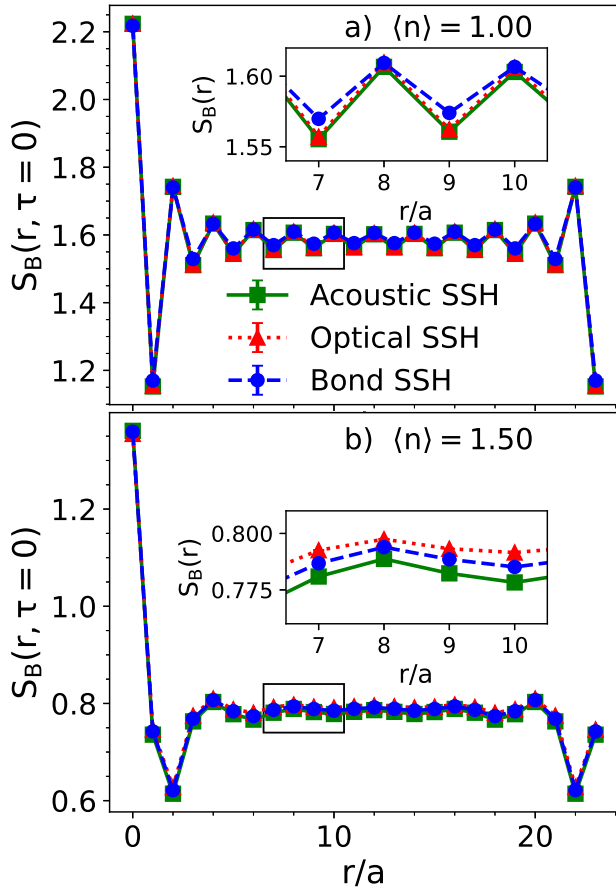 a) ⟨n⟩ = 1.00
S_B(r, τ = 0)
2.2
2.0
1.8
1.6
1.4
1.2
S_B(r)
1.60
1.55
7 8 9 10
r/a
Acoustic SSH
Optical SSH
Bond SSH
b) ⟨n⟩ = 1.50
S_B(r, τ = 0)
1.2
1.0
0.8
0.6
S_B(r)
0.800
0.775
7 8 9 10
r/a
0 10 20
r/a